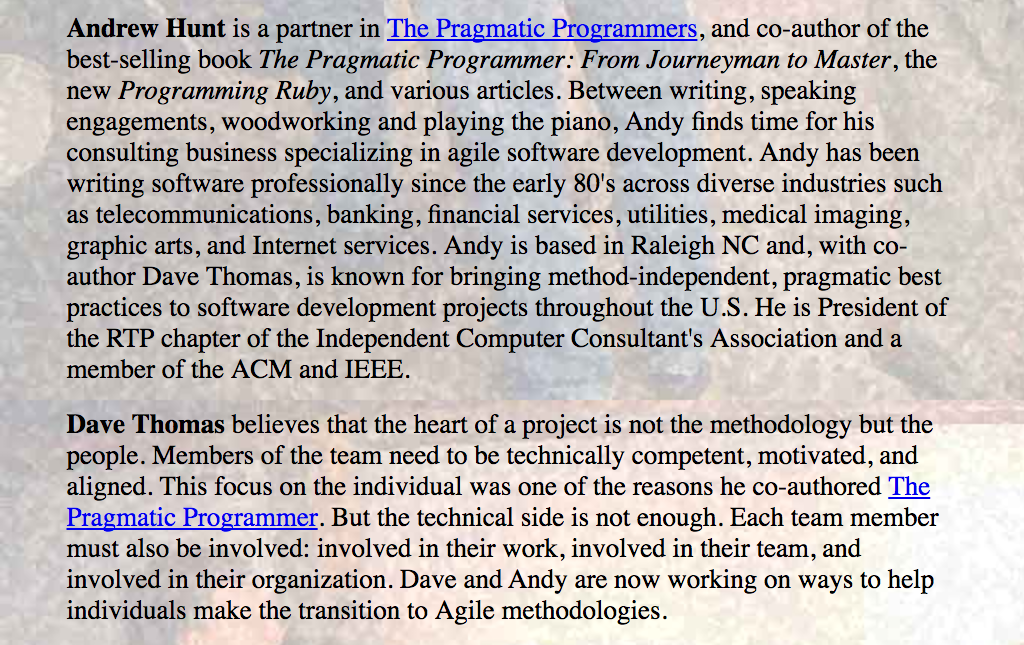 Andrew Hunt is a partner in The Pragmatic Programmers, and co-author of the
best-selling book The Pragmatic Programmer: From Journeyman to Master, the
new Programming Ruby, and various articles. Between writing, speaking
engagements, woodworking and playing the piano, Andy finds time for his
consulting business specializing in agile software development. Andy has been
writing software professionally since the early 80's across diverse industries such
as telecommunications, banking, financial services, utilities, medical imaging,
graphic arts, and Internet services. Andy is based in Raleigh NC and, with co-
author Dave Thomas, is known for bringing method-independent, pragmatic best
practices to software development projects throughout the U.S. He is President of
the RTP chapter of the Independent Computer Consultant's Association and a
member of the ACM and IEEE.
Dave Thomas believes that the heart of a project is not the methodology but the
people. Members of the team need to be technically competent, motivated, and
aligned. This focus on the individual was one of the reasons he co-authored The
Pragmatic Programmer. But the technical side is not enough. Each team member
must also be involved: involved in their work, involved in their team, and
involved in their organization. Dave and Andy are now working on ways to help
individuals make the transition to Agile methodologies.